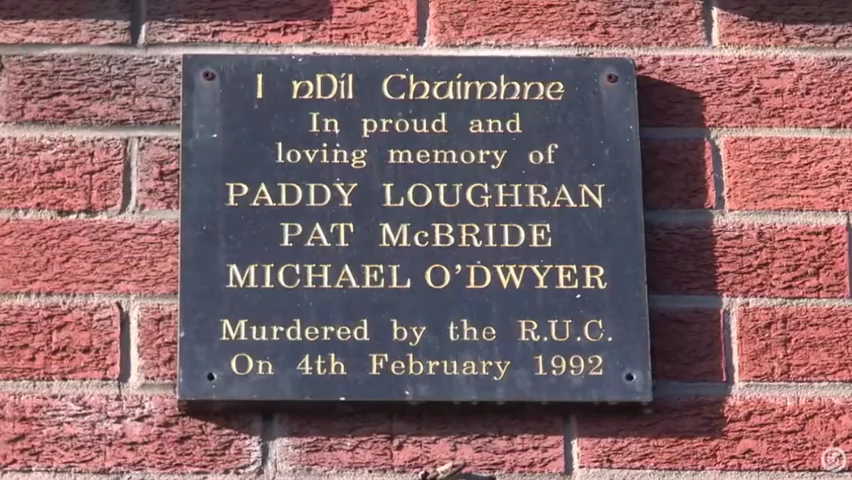 I nDíl Chuimhne
In proud and
loving memory of
PADDY LOUGHRAN
PAT McBRIDE
MICHAEL O'DWYER
Murdered by the R.U.C.
On 4th February 1992